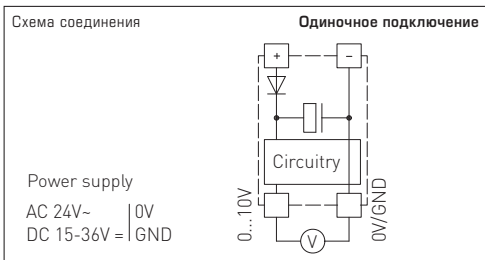 Схема соединения
Одиночное подключение
+ −
Circuitry
Power supply
AC 24V~ | 0V
DC 15-36V = | GND
0...10V
0V/GND
V